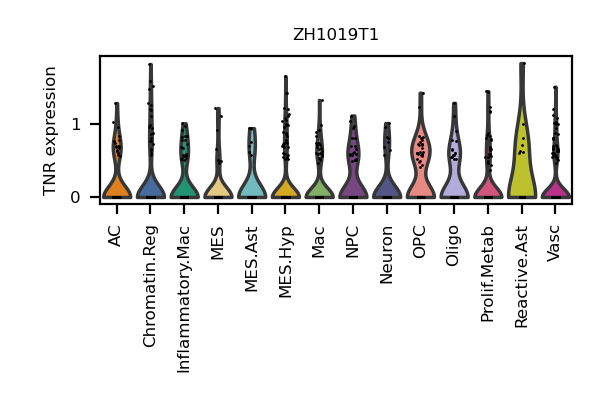 ZH1019T1
TNR expression
1
0
AC
Chromatin.Reg
Inflammatory.Mac
MES
MES.Ast
MES.Hyp
Mac
NPC
Neuron
OPC
Oligo
Prolif.Metab
Reactive.Ast
Vasc